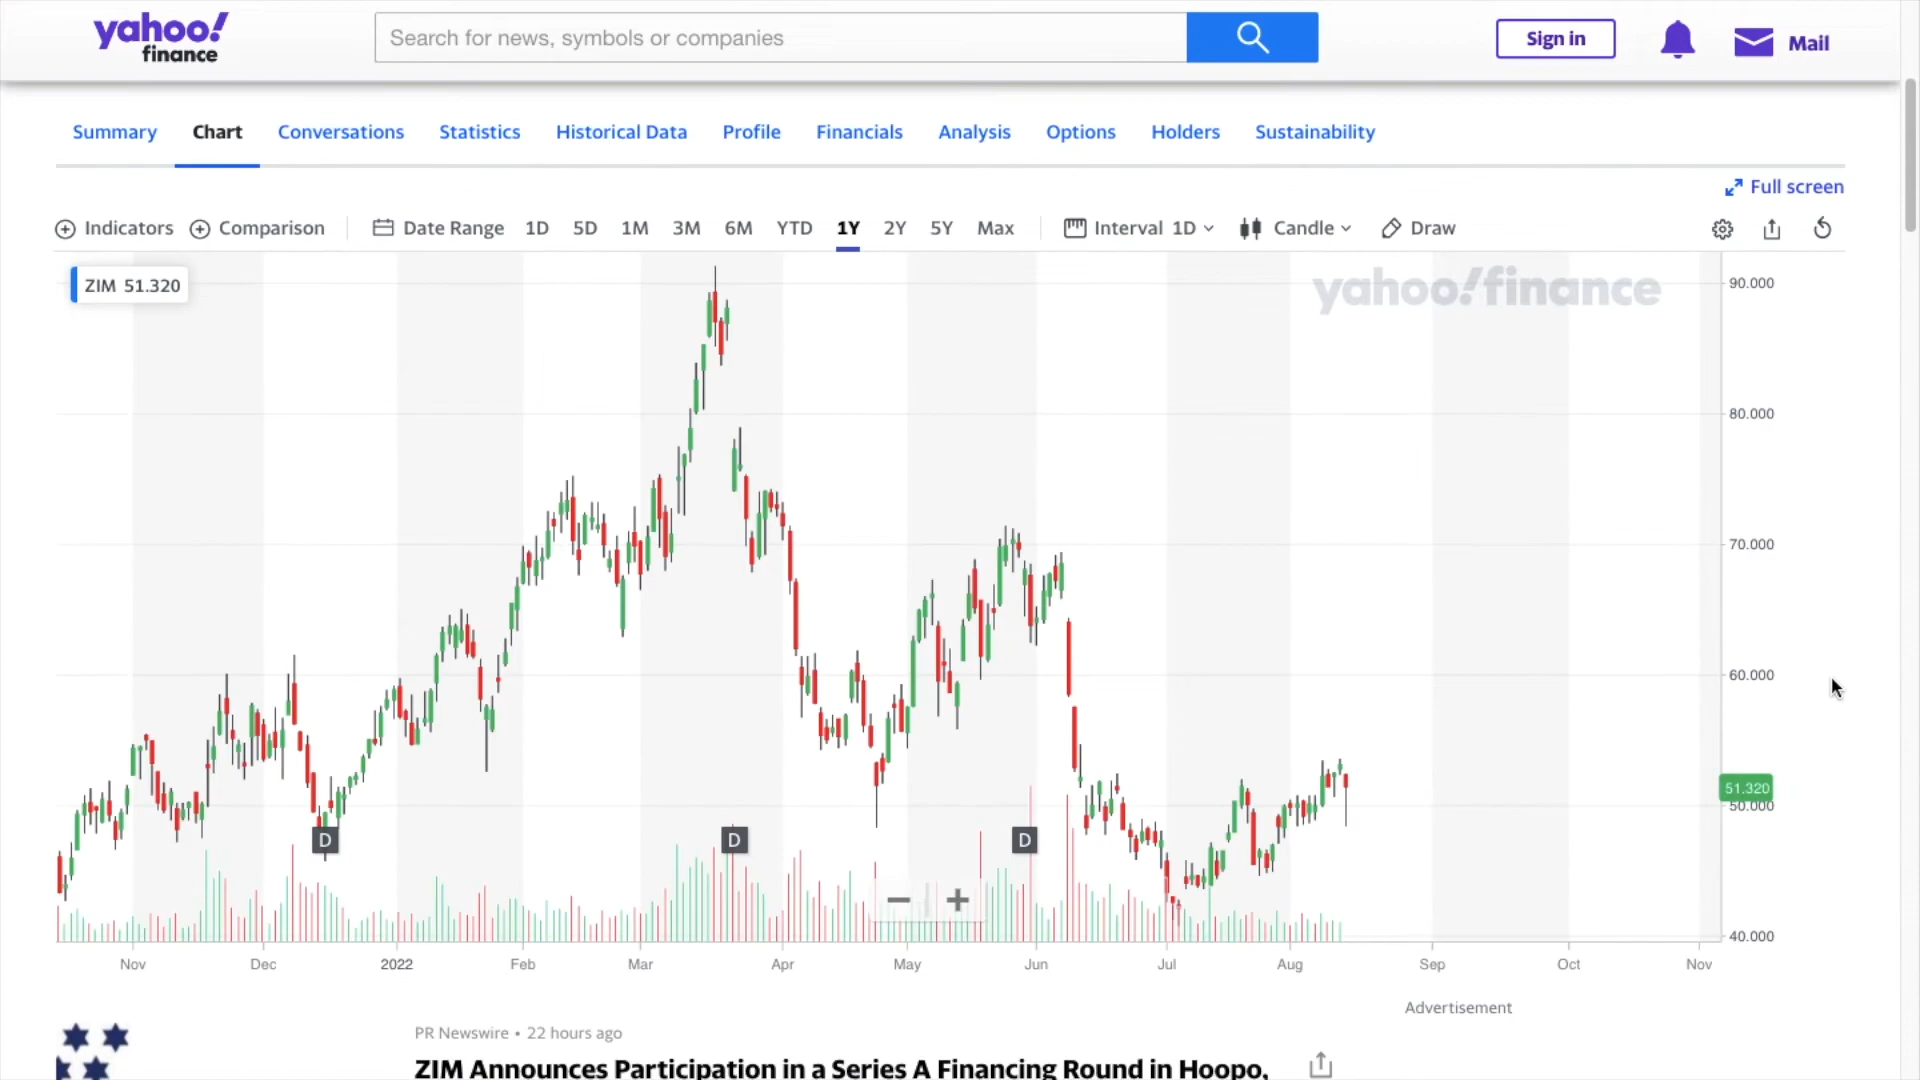 yahoo! finance
Search for news, symbols or companies
Sign in
Mail
Summary Chart Conversations Statistics Historical Data Profile Financials Analysis Options Holders Sustainability
Full screen
Indicators Comparison Date Range 1D 5D 1M 3M 6M YTD 1Y 2Y 5Y Max Interval 1D Candle Draw
ZIM 51.320
yahoo!finance
90.000
80.000
70.000
60.000
51.320
50.000
40.000
D D D
Nov Dec 2022 Feb Mar Apr May Jun Jul Aug Sep Oct Nov
Advertisement
PR Newswire • 22 hours ago
ZIM Announces Participation in a Series A Financing Round in Hoopo,